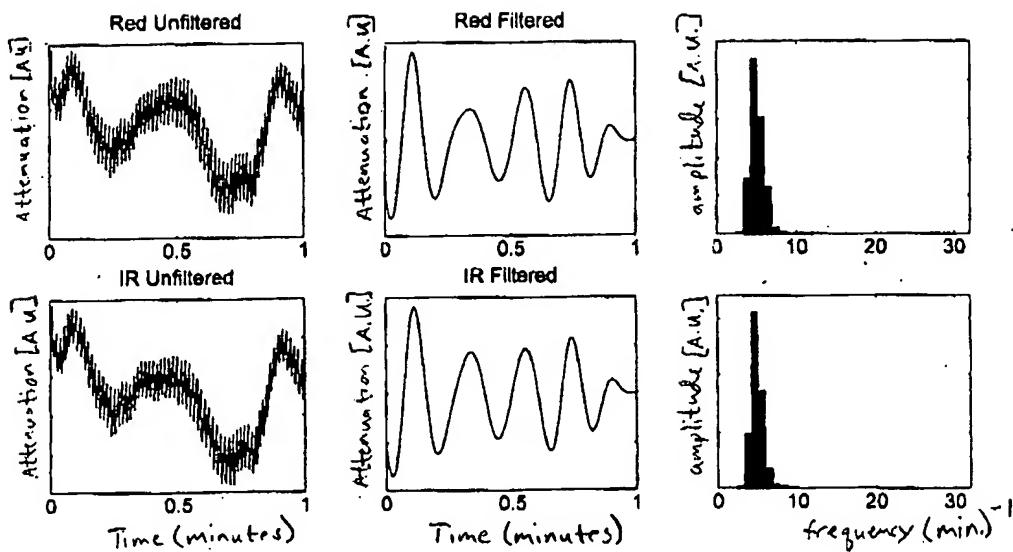 Red Unfiltered
Attenuation [A.U]
0 0.5 1
Red Filtered
Attenuation [A.U.]
0 0.5 1
amplitude [A.U.]
0 10 20 30
IR Unfiltered
Attenuation [A.U]
0 0.5 1
Time (minutes)
IR Filtered
Attenuation [A.U.]
0 0.5 1
Time (minutes)
amplitude [A.U.]
0 10 20 30
frequency (min.)⁻¹